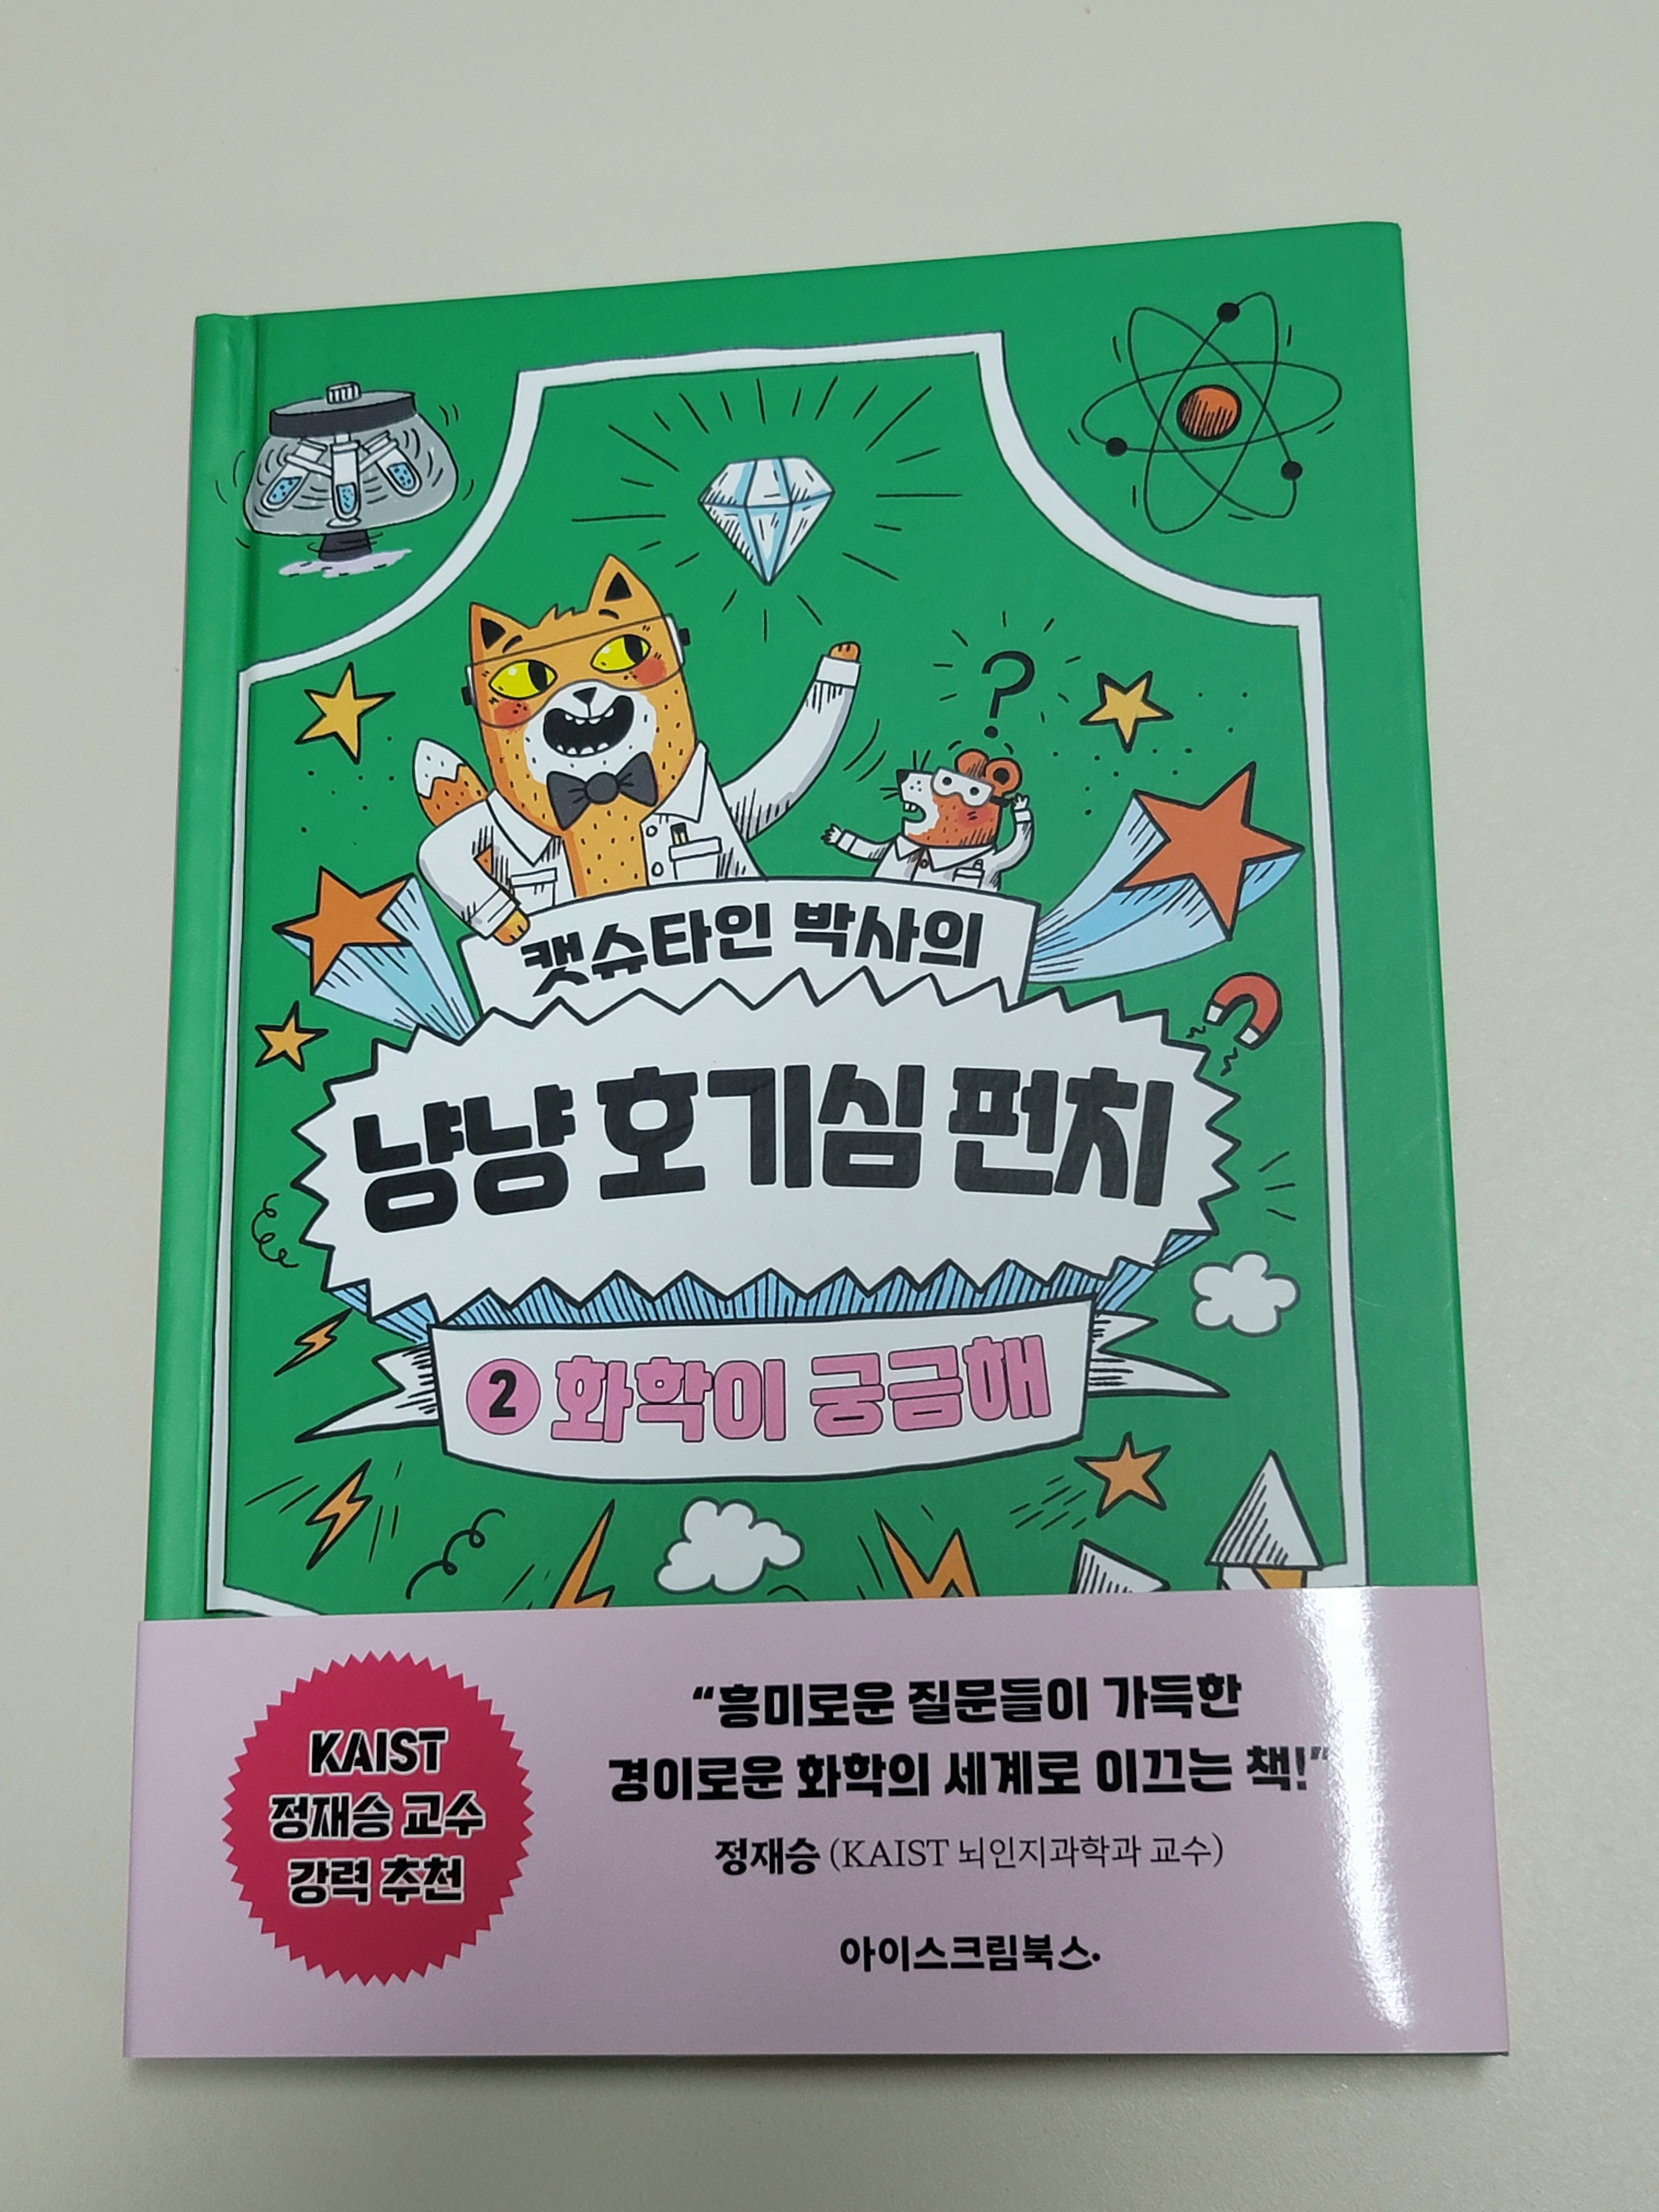 캣슈타인 박사의
냥냥 호기심 펀치
2 화학이 궁금해
KAIST
정재승 교수
강력 추천
“흥미로운 질문들이 가득한
경이로운 화학의 세계로 이끄는 책!”
정재승 (KAIST 뇌인지과학과 교수)
아이스크림북스.